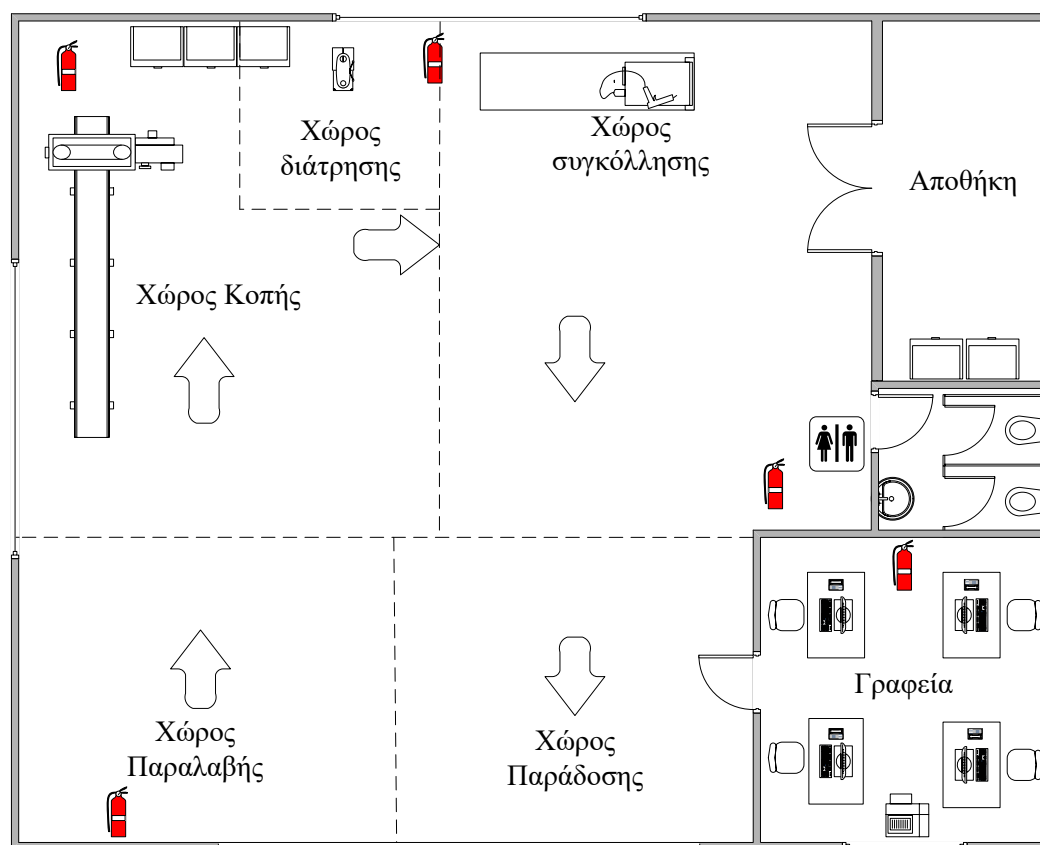 Χώρος
διάτρησης
Χώρος
συγκόλλησης
Αποθήκη
Χώρος Κοπής
Γραφεία
Χώρος
Παραλαβής
Χώρος
Παράδοσης